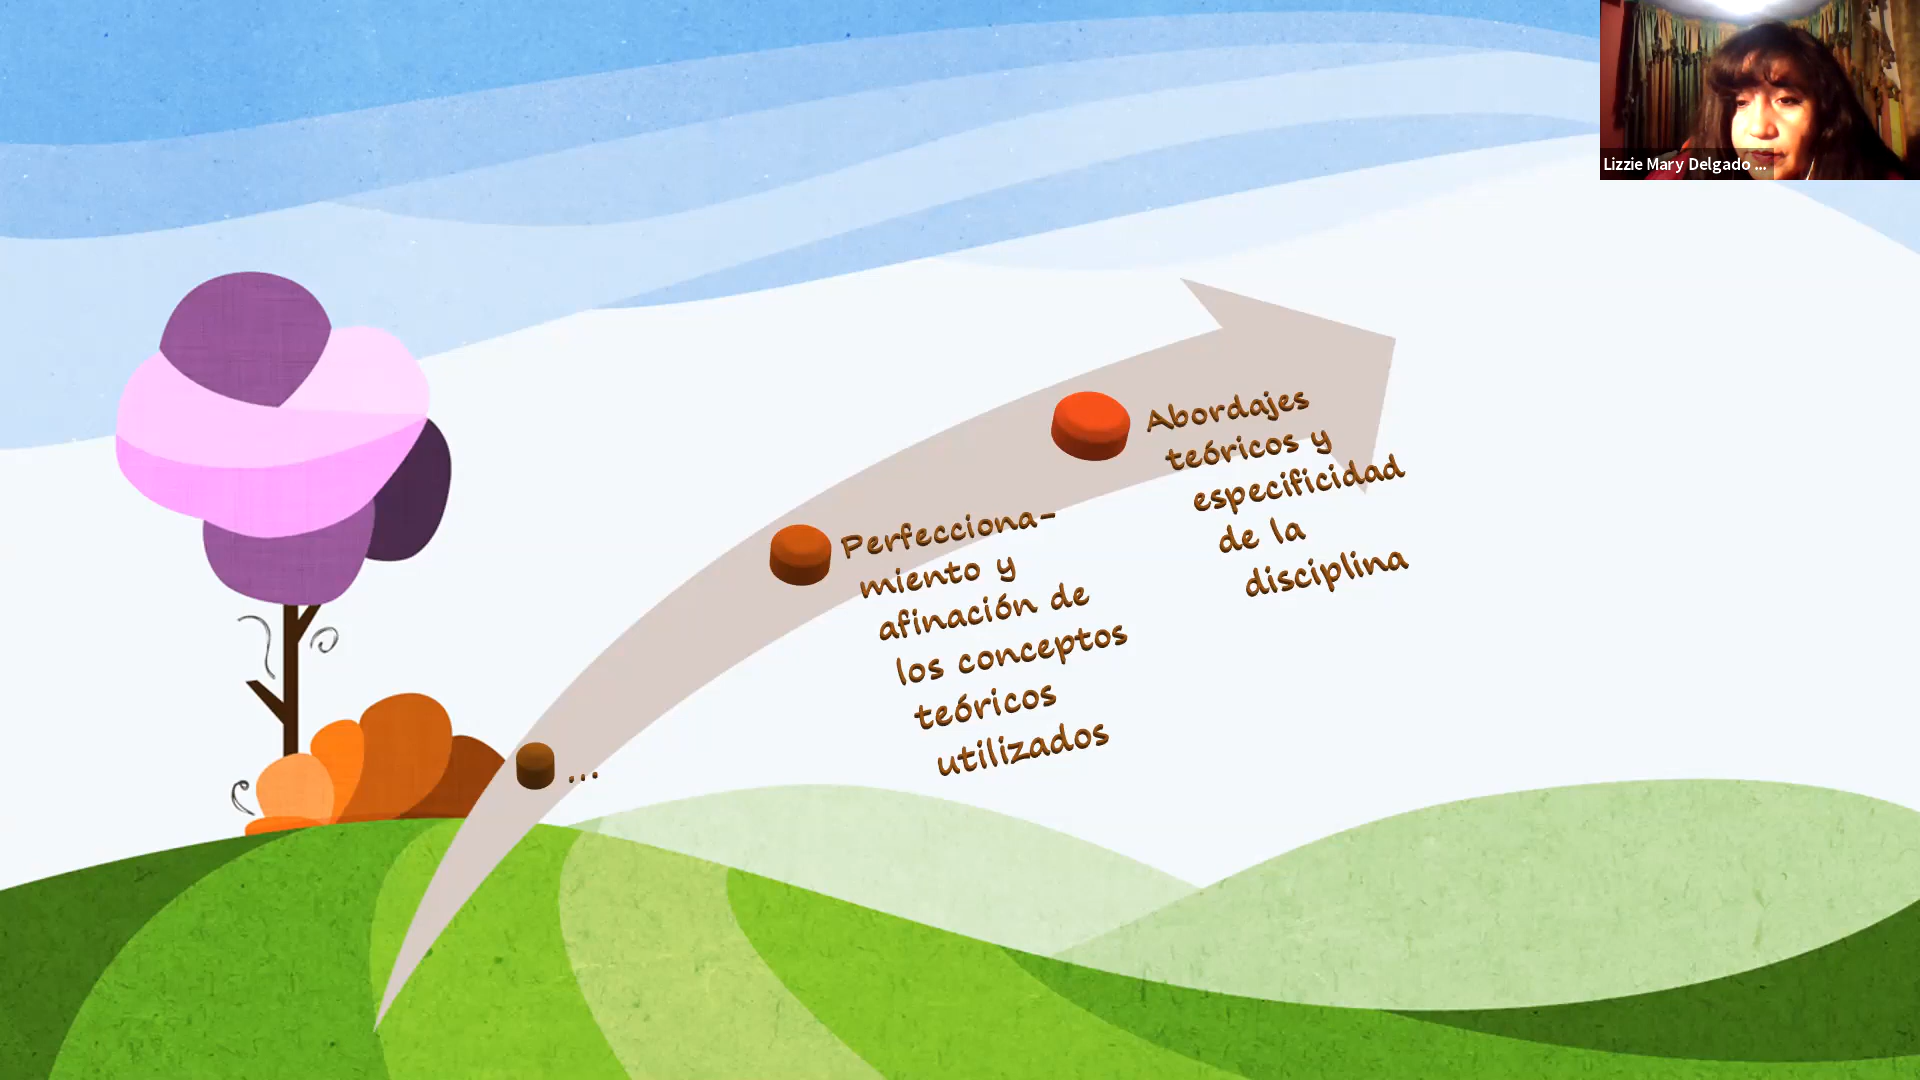 Lizzie Mary Delgado ...
Abordajes
teóricos y
especificidad
de la
disciplina
Perfecciona-
miento y
afinación de
los conceptos
teóricos
utilizados
...